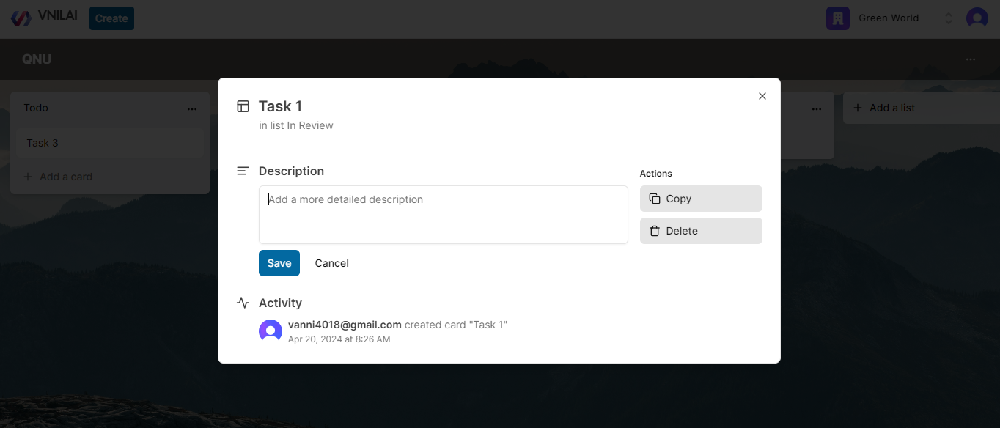 VNILAI
Create
Green World
QNU
Todo
Task 3
+ Add a card
+ Add a list
Task 1
in list In Review
Description
Add a more detailed description
Save
Cancel
Actions
Copy
Delete
Activity
vanni4018@gmail.com created card "Task 1"
Apr 20, 2024 at 8:26 AM